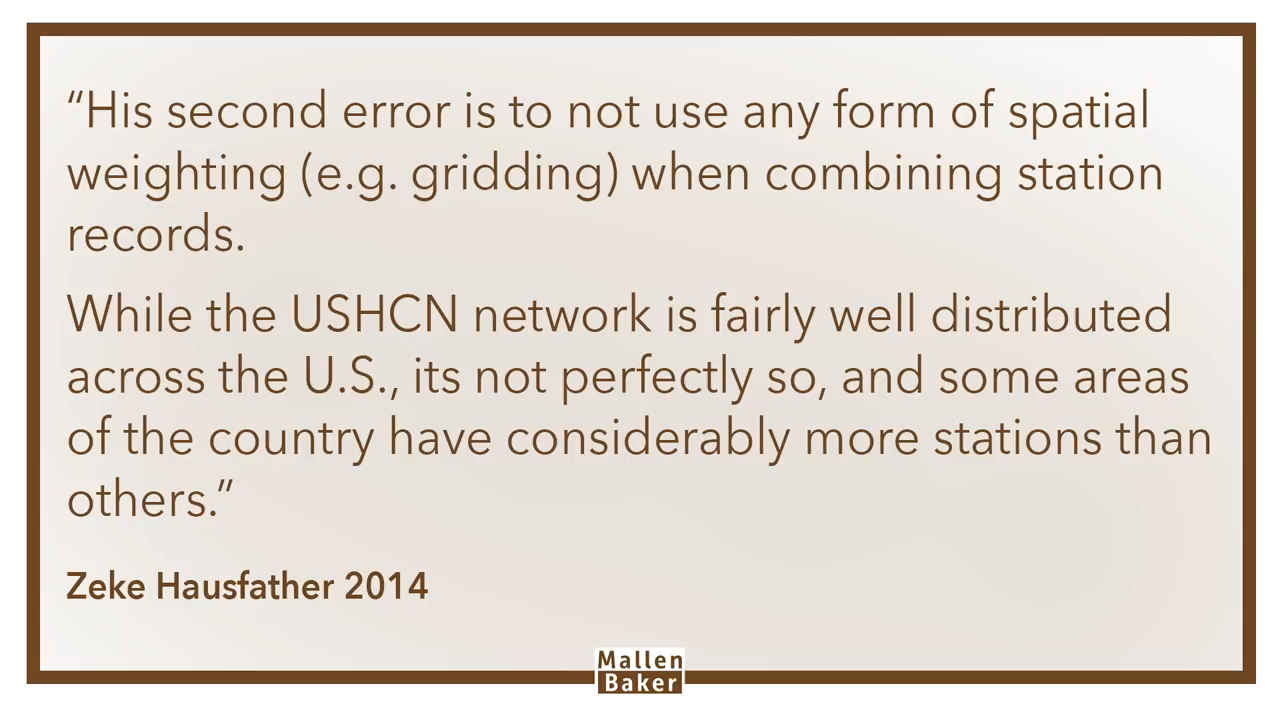 “His second error is to not use any form of spatial
weighting (e.g. gridding) when combining station
records.
While the USHCN network is fairly well distributed
across the U.S., its not perfectly so, and some areas
of the country have considerably more stations than
others.”
Zeke Hausfather 2014
Mallen
Baker